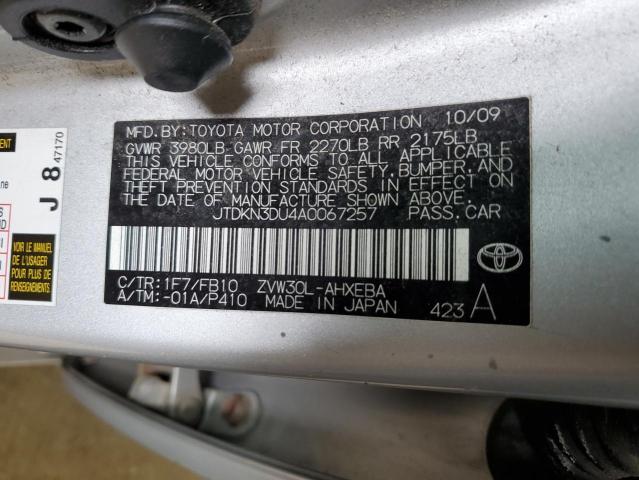 MFD. BY: TOYOTA MOTOR CORPORATION 10/09
GVWR 3980LB GAWR FR 2270LB RR 2175LB
THIS VEHICLE CONFORMS TO ALL APPLICABLE
FEDERAL MOTOR VEHICLE SAFETY, BUMPER, AND
THEFT PREVENTION STANDARDS IN EFFECT ON
THE DATE OF MANUFACTURE SHOWN ABOVE.
JTDKN3DU4A0067257 PASS. CAR
C/TR: 1F7/FB10 ZVW30L-AHXEBA
A/TM: -01A/P410 MADE IN JAPAN 423 A
J 8 47170
VOIR LE MANUEL
POUR PLUS DE
RENSEIGNEMENTS